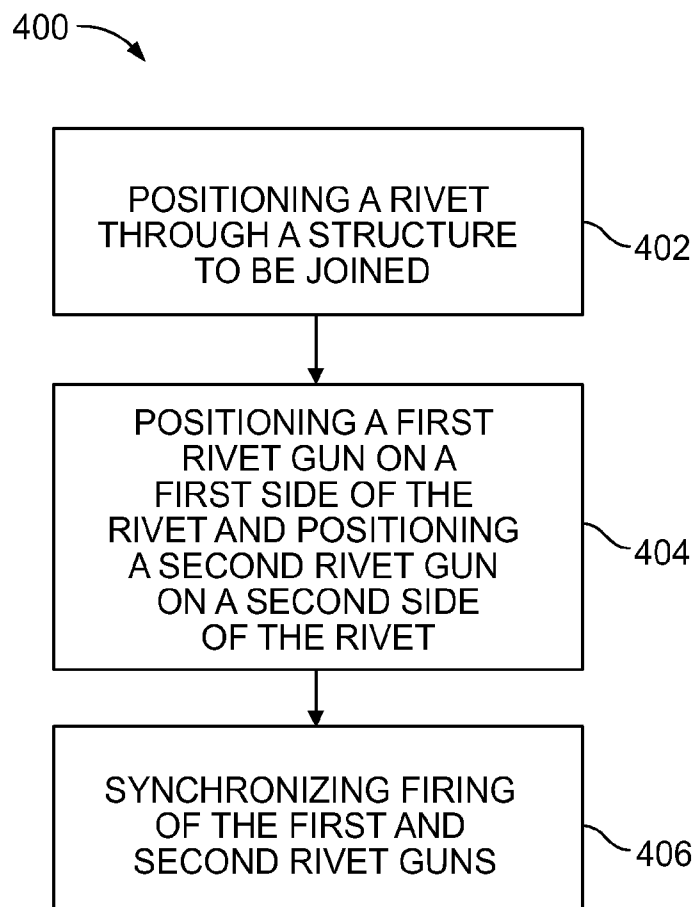 400
POSITIONING A RIVET
THROUGH A STRUCTURE
TO BE JOINED
402
POSITIONING A FIRST
RIVET GUN ON A
FIRST SIDE OF THE
RIVET AND POSITIONING
A SECOND RIVET GUN
ON A SECOND SIDE
OF THE RIVET
404
SYNCHRONIZING FIRING
OF THE FIRST AND
SECOND RIVET GUNS
406